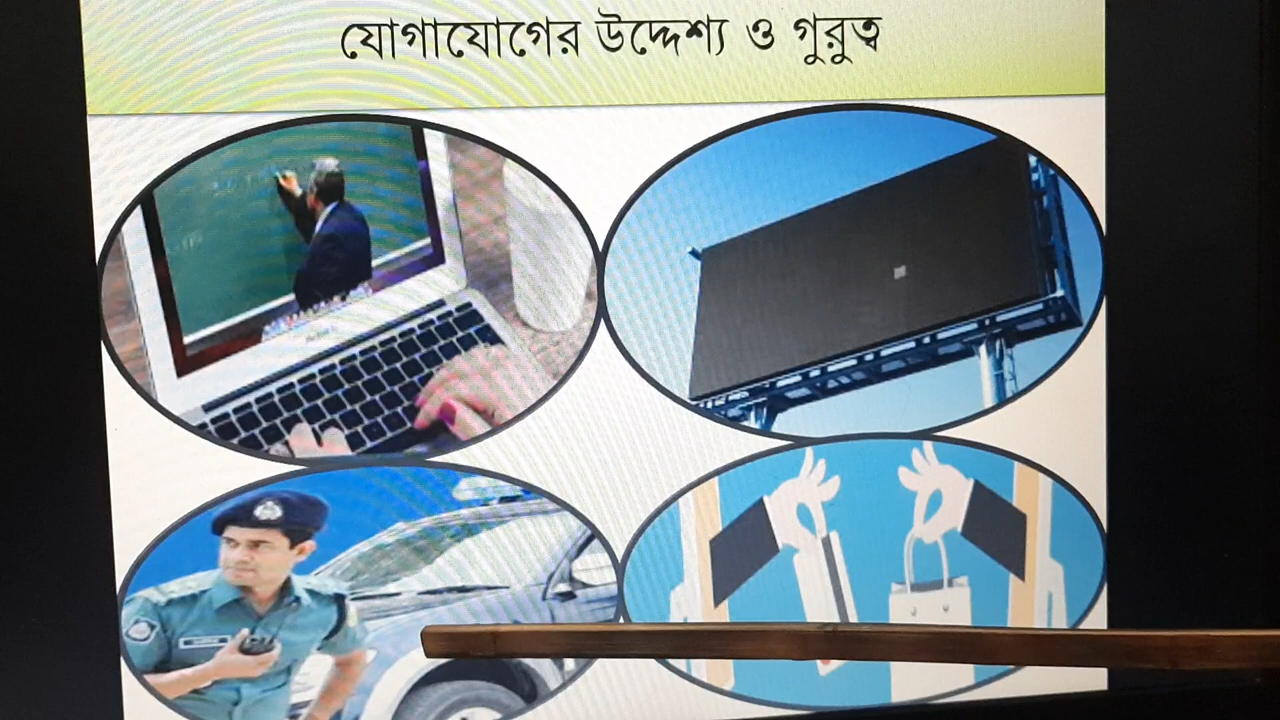 যোগাযোগের উদ্দেশ্য ও গুরুত্ব